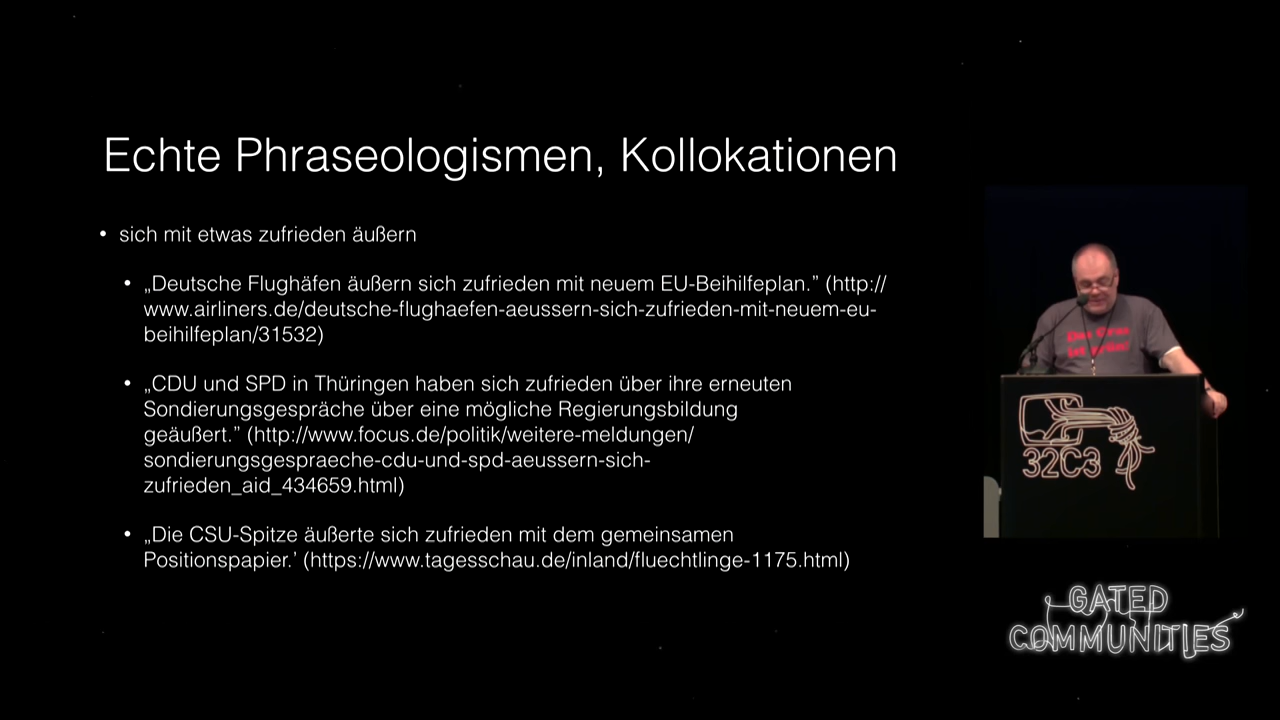 Echte Phraseologismen, Kollokationen
• sich mit etwas zufrieden äußern
• „Deutsche Flughäfen äußern sich zufrieden mit neuem EU-Beihilfeplan.” (http://
www.airliners.de/deutsche-flughaefen-aeussern-sich-zufrieden-mit-neuem-eu-
beihilfeplan/31532)
• „CDU und SPD in Thüringen haben sich zufrieden über ihre erneuten
Sondierungsgespräche über eine mögliche Regierungsbildung
geäußert.” (http://www.focus.de/politik/weitere-meldungen/
sondierungsgespraeche-cdu-und-spd-aeussern-sich-
zufrieden_aid_434659.html)
• „Die CSU-Spitze äußerte sich zufrieden mit dem gemeinsamen
Positionspapier.’ (https://www.tagesschau.de/inland/fluechtlinge-1175.html)
32C3
GATED
COMMUNITIES